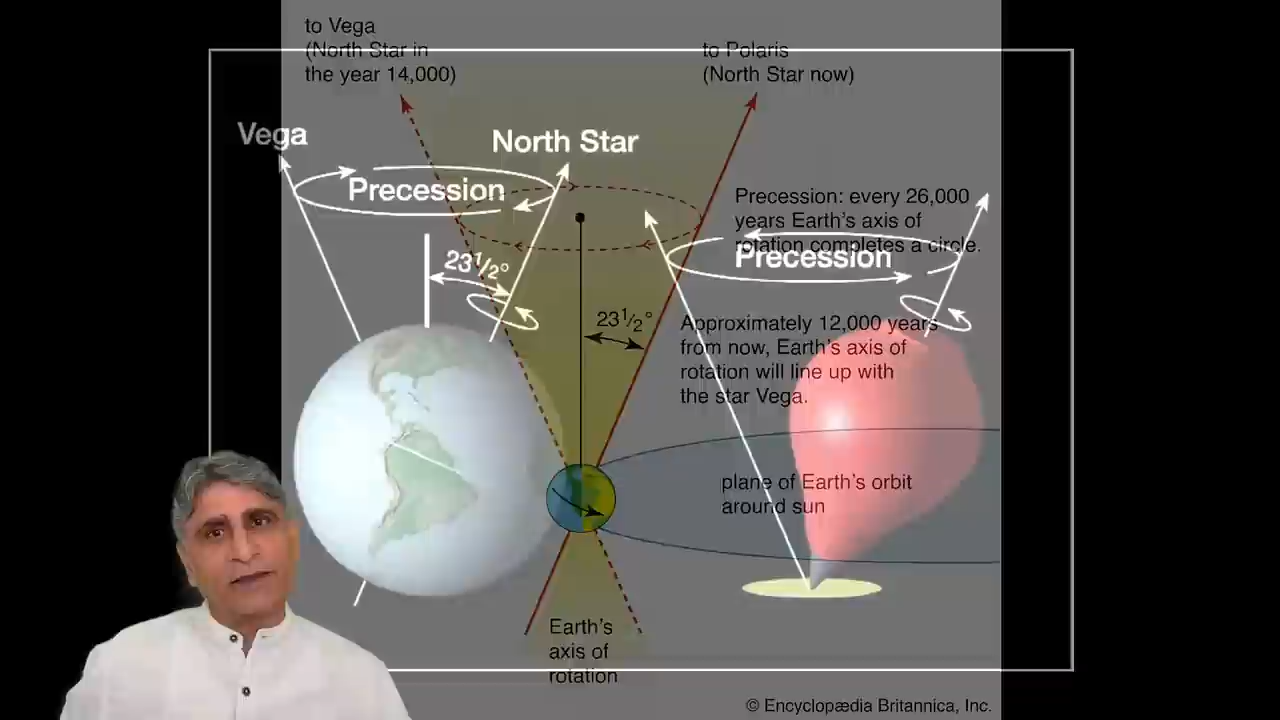 to Vega
(North Star in
the year 14,000)
to Polaris
(North Star now)
Vega
North Star
Precession
23½°
Precession: every 26,000
years Earth's axis of
rotation completes a circle.
Precession
23½°
Approximately 12,000 years
from now, Earth's axis of
rotation will line up with
the star Vega.
plane of Earth's orbit
around sun
Earth's
axis of
rotation
© Encyclopædia Britannica, Inc.